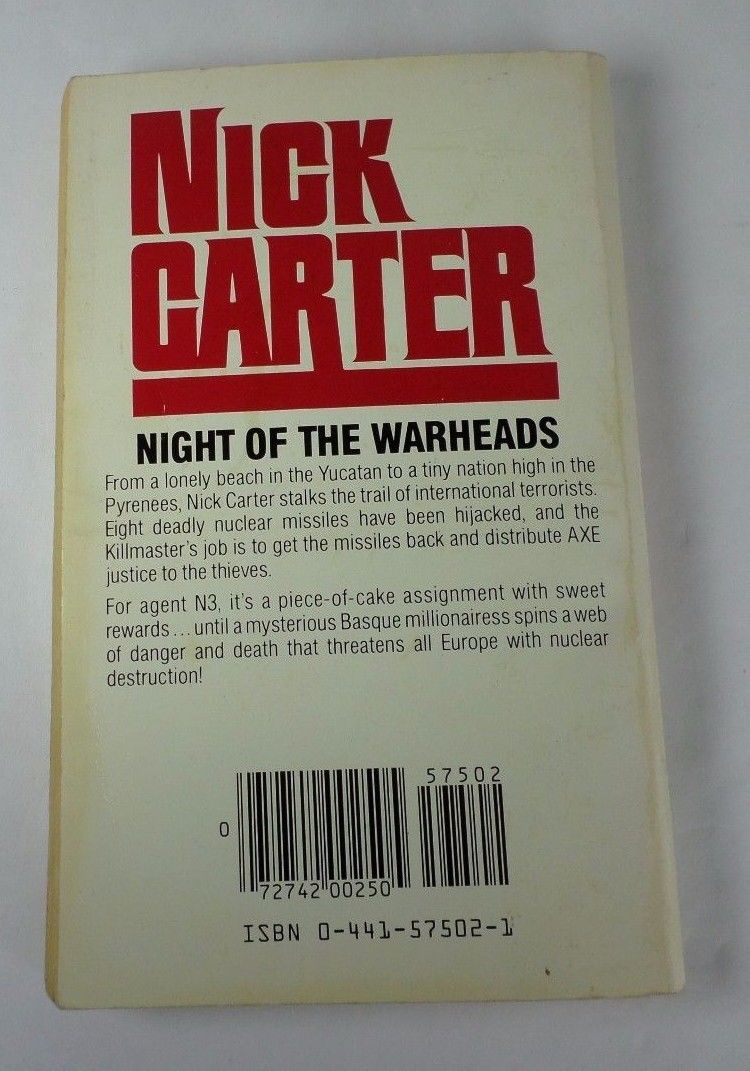 NICK
CARTER
NIGHT OF THE WARHEADS
From a lonely beach in the Yucatan to a tiny nation high in the
Pyrenees, Nick Carter stalks the trail of international terrorists.
Eight deadly nuclear missiles have been hijacked, and the
Killmaster's job is to get the missiles back and distribute AXE
justice to the thieves.
For agent N3, it's a piece-of-cake assignment with sweet
rewards ... until a mysterious Basque millionairess spins a web
of danger and death that threatens all Europe with nuclear
destruction!
57502
0
72742 00250
ISBN 0-441-57502-1